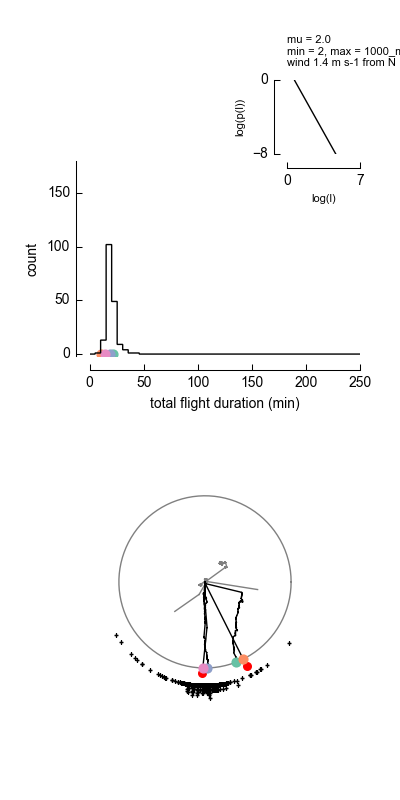 mu = 2.0
min = 2, max = 1000_m
wind 1.4 m s-1 from N
0
log(p(l))
−8
0
7
log(l)
150
count
100
50
0
0
50
100
150
200
250
total flight duration (min)